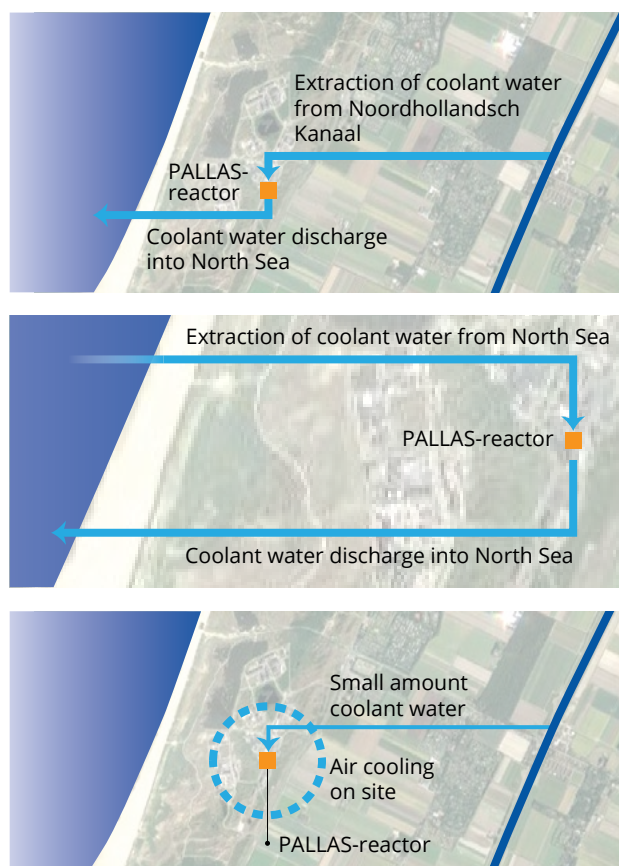 Extraction of coolant water
from Noordhollandsch
Kanaal
PALLAS-
reactor
Coolant water discharge
into North Sea
Extraction of coolant water from North Sea
PALLAS-reactor
Coolant water discharge into North Sea
Small amount
coolant water
Air cooling
on site
PALLAS-reactor